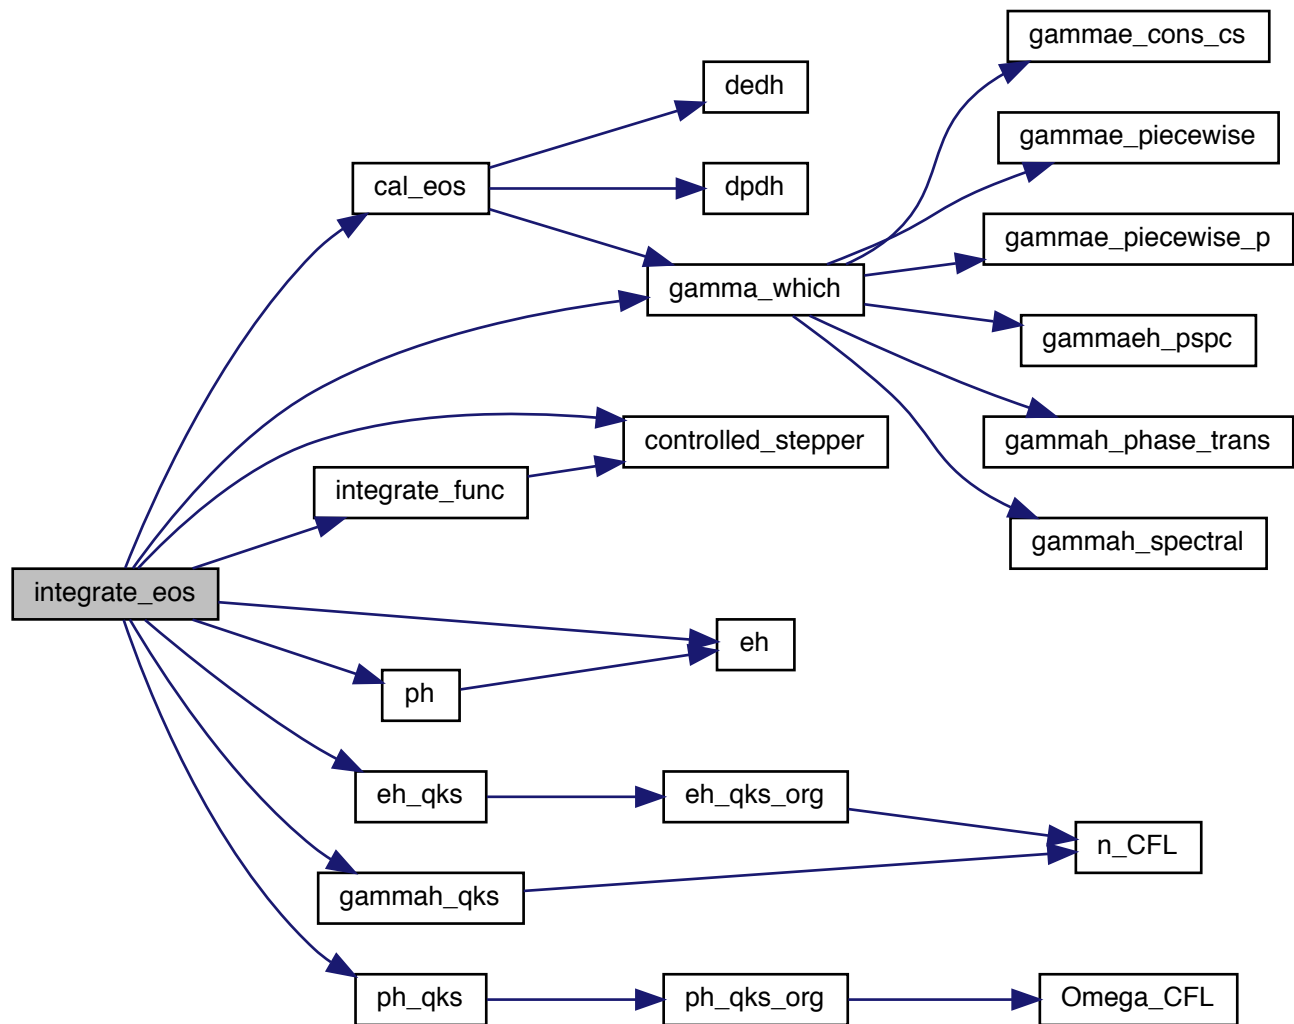 gammae_cons_cs
dedh
gammae_piecewise
cal_eos
dpdh
gammae_piecewise_p
gamma_which
gammaeh_pspc
controlled_stepper
gammah_phase_trans
integrate_func
gammah_spectral
integrate_eos
eh
ph
eh_qks
eh_qks_org
n_CFL
gammah_qks
ph_qks
ph_qks_org
Omega_CFL